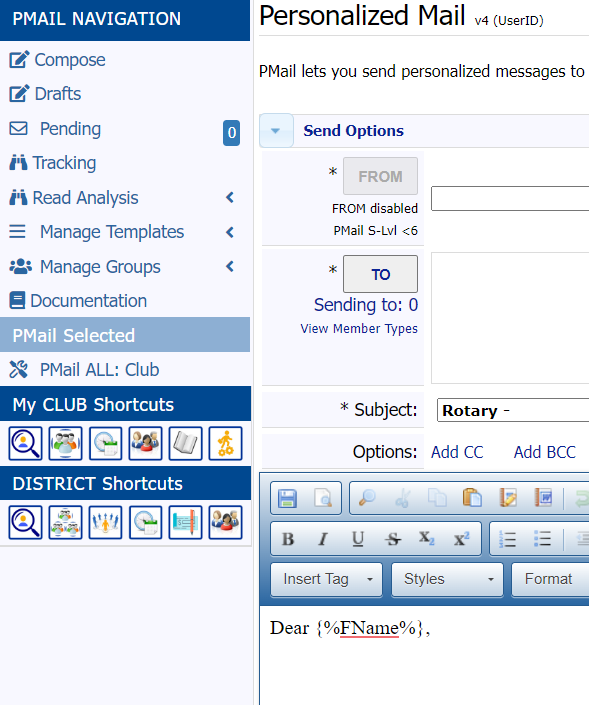 PMAIL NAVIGATION
Compose
Drafts
Pending
0
Tracking
Read Analysis
Manage Templates
Manage Groups
Documentation
PMail Selected
PMail ALL: Club
My CLUB Shortcuts
DISTRICT Shortcuts
Personalized Mail v4 (UserID)
PMail lets you send personalized messages to
Send Options
* FROM
FROM disabled
PMail S-Lvl <6
* TO
Sending to: 0
View Member Types
* Subject: Rotary -
Options: Add CC Add BCC
B I U S X₂ X²
Insert Tag Styles Format
Dear {%FName%},